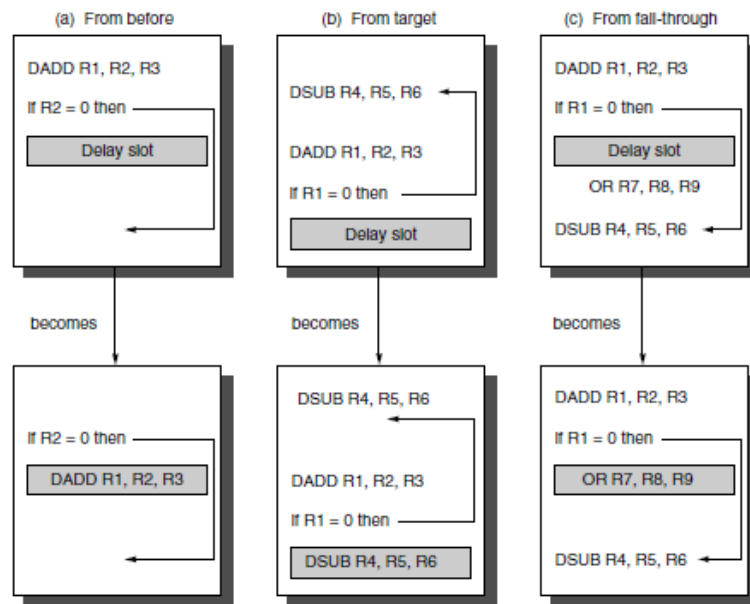 (a) From before
DADD R1, R2, R3
If R2 = 0 then
Delay slot
becomes
If R2 = 0 then
DADD R1, R2, R3
(b) From target
DSUB R4, R5, R6
DADD R1, R2, R3
If R1 = 0 then
Delay slot
becomes
DSUB R4, R5, R6
DADD R1, R2, R3
If R1 = 0 then
DSUB R4, R5, R6
(c) From fall-through
DADD R1, R2, R3
If R1 = 0 then
Delay slot
OR R7, R8, R9
DSUB R4, R5, R6
becomes
DADD R1, R2, R3
If R1 = 0 then
OR R7, R8, R9
DSUB R4, R5, R6